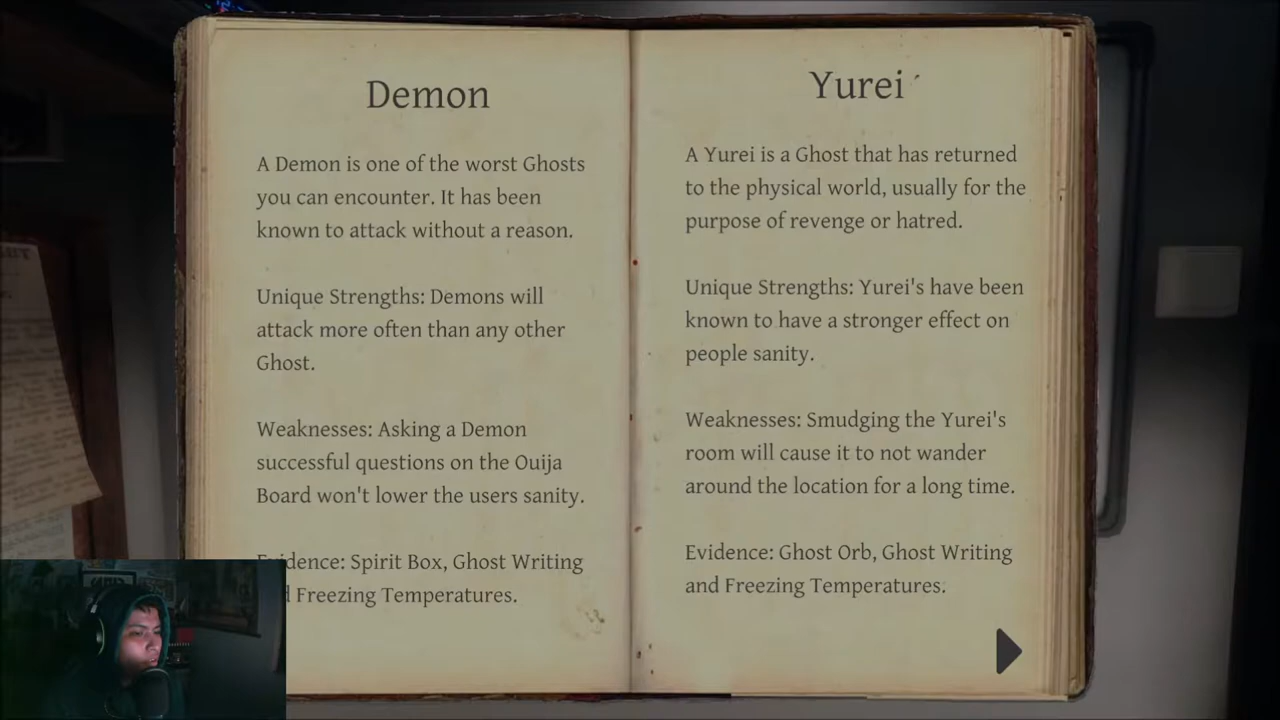 Demon
A Demon is one of the worst Ghosts
you can encounter. It has been
known to attack without a reason.
Unique Strengths: Demons will
attack more often than any other
Ghost.
Weaknesses: Asking a Demon
successful questions on the Ouija
Board won't lower the users sanity.
Evidence: Spirit Box, Ghost Writing
Freezing Temperatures.
Yurei
A Yurei is a Ghost that has returned
to the physical world, usually for the
purpose of revenge or hatred.
Unique Strengths: Yurei's have been
known to have a stronger effect on
people sanity.
Weaknesses: Smudging the Yurei's
room will cause it to not wander
around the location for a long time.
Evidence: Ghost Orb, Ghost Writing
and Freezing Temperatures.